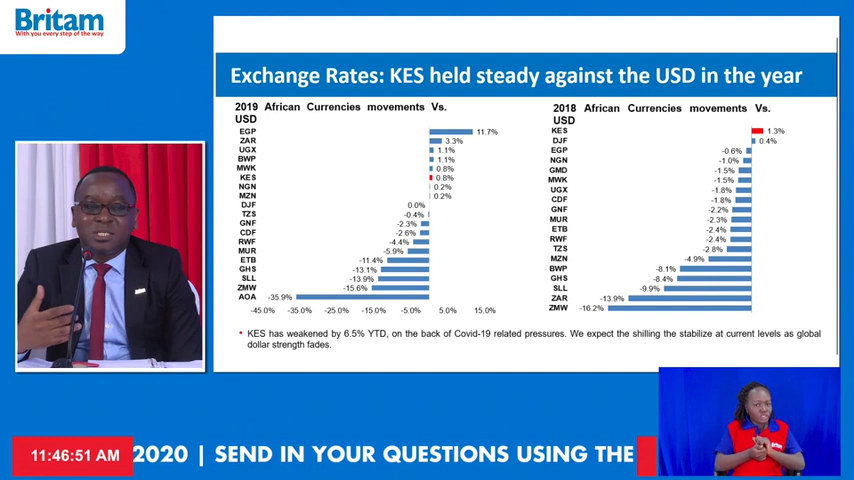 Britam
With you every step of the way
Exchange Rates: KES held steady against the USD in the year
2019 African Currencies movements Vs.
USD
EGP 11.7%
ZAR 3.3%
UGX 1.1%
BWP 1.1%
MWK 0.8%
KES 0.8%
NGN 0.2%
MZN 0.2%
DJF 0.0%
TZS -0.4%
GNF -2.3%
CDF -2.6%
RWF -4.4%
MUR -5.9%
ETB -11.4%
GHS -13.1%
SLL -13.9%
ZMW -15.6%
AOA -35.9%
-45.0% -35.0% -25.0% -15.0% -5.0% 5.0% 15.0%
2018 African Currencies movements Vs.
USD
KES 1.3%
DJF 0.4%
EGP -0.6%
NGN -1.0%
GMD -1.5%
MWK -1.5%
UGX -1.8%
CDF -1.8%
GNF -2.2%
MUR -2.3%
ETB -2.4%
RWF -2.4%
TZS -2.8%
MZN -4.9%
BWP -8.1%
GHS -8.4%
SLL -9.9%
ZAR -13.9%
ZMW -16.2%
• KES has weakened by 6.5% YTD, on the back of Covid-19 related pressures. We expect the shilling the stabilize at current levels as global
dollar strength fades.
11:46:51 AM 2020 | SEND IN YOUR QUESTIONS USING THE